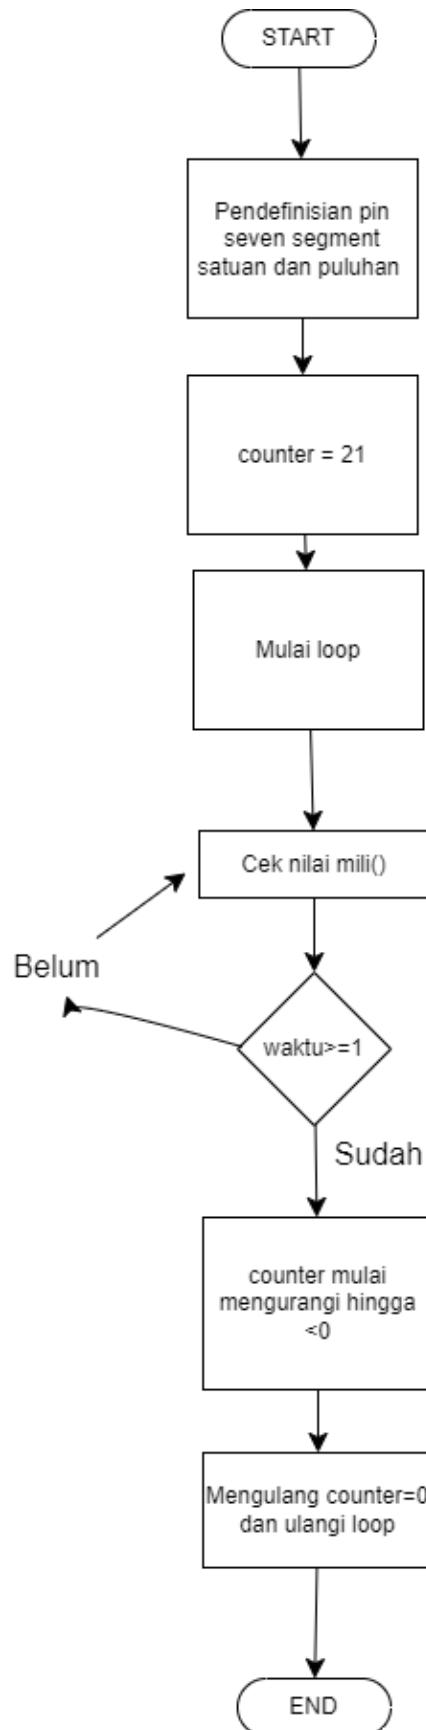 START
Pendefinisian pin
seven segment
satuan dan puluhan
counter = 21
Mulai loop
Cek nilai mili()
Belum
waktu>=1
Sudah
counter mulai
mengurangi hingga
<0
Mengulang counter=0
dan ulangi loop
END